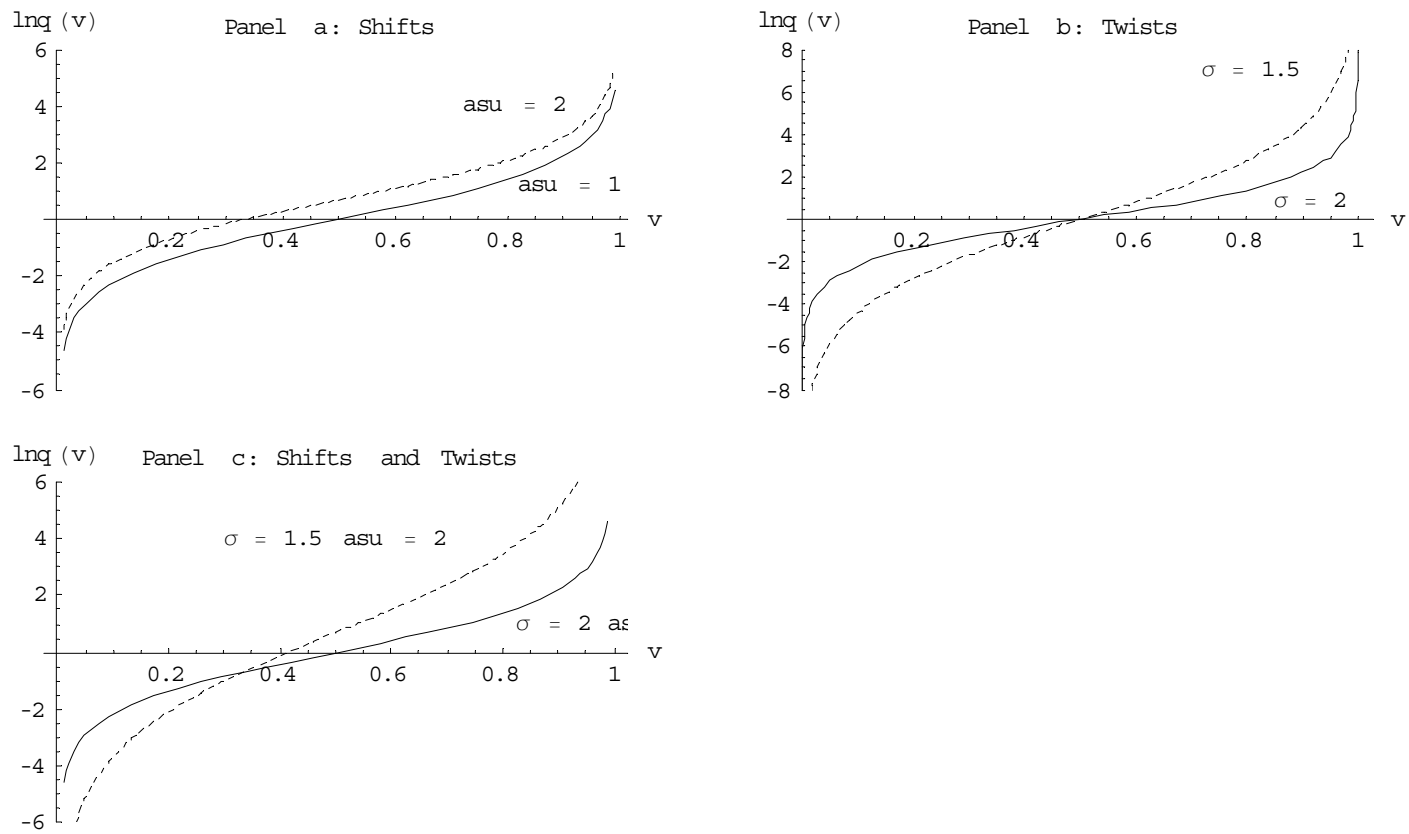 lnq (v)
Panel a: Shifts
6
4
2
-2
-4
-6
asu = 2
asu = 1
0.2 0.4 0.6 0.8 1
v
lnq (v)
Panel b: Twists
8
6
4
2
-2
-4
-6
-8
σ = 1.5
σ = 2
0.2 0.4 0.6 0.8 1
v
lnq (v)
Panel c: Shifts and Twists
6
4
2
-2
-4
-6
σ = 1.5 asu = 2
σ = 2 as
0.2 0.4 0.6 0.8 1
v